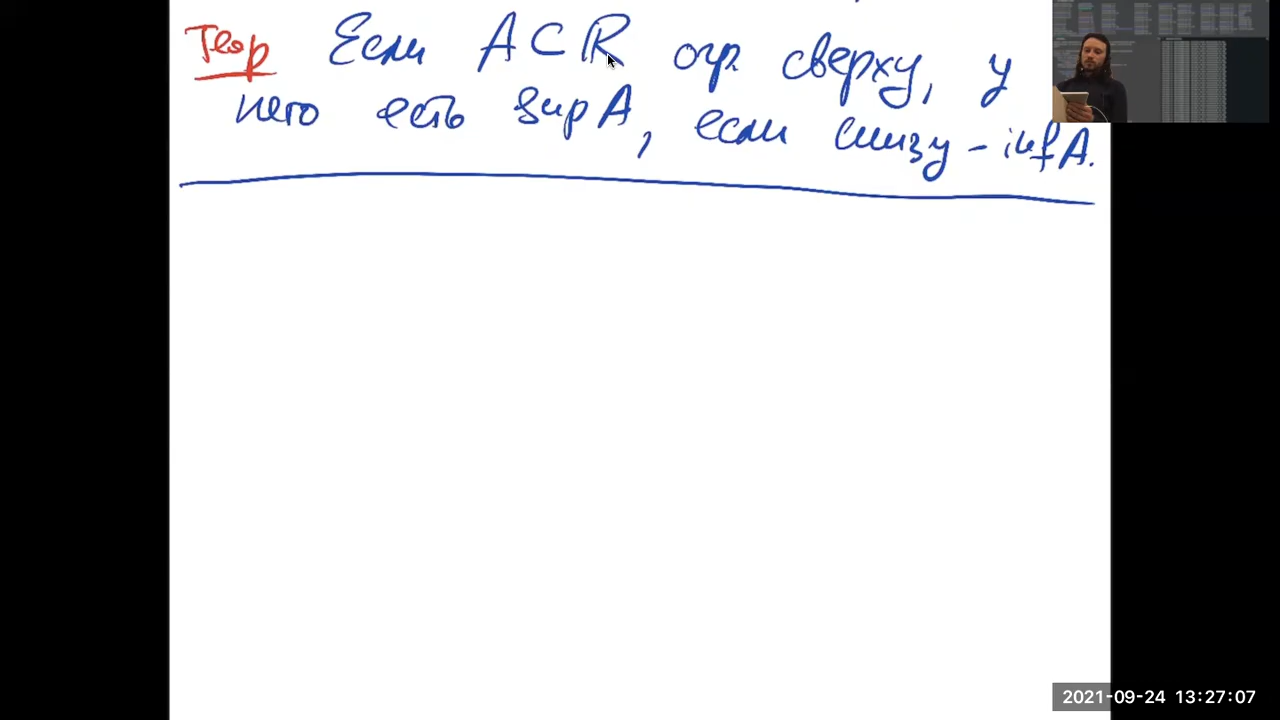 Теор Если A ⊂ ℝ огр. сверху, у
него есть sup A, если снизу – inf A.
2021-09-24 13:27:07